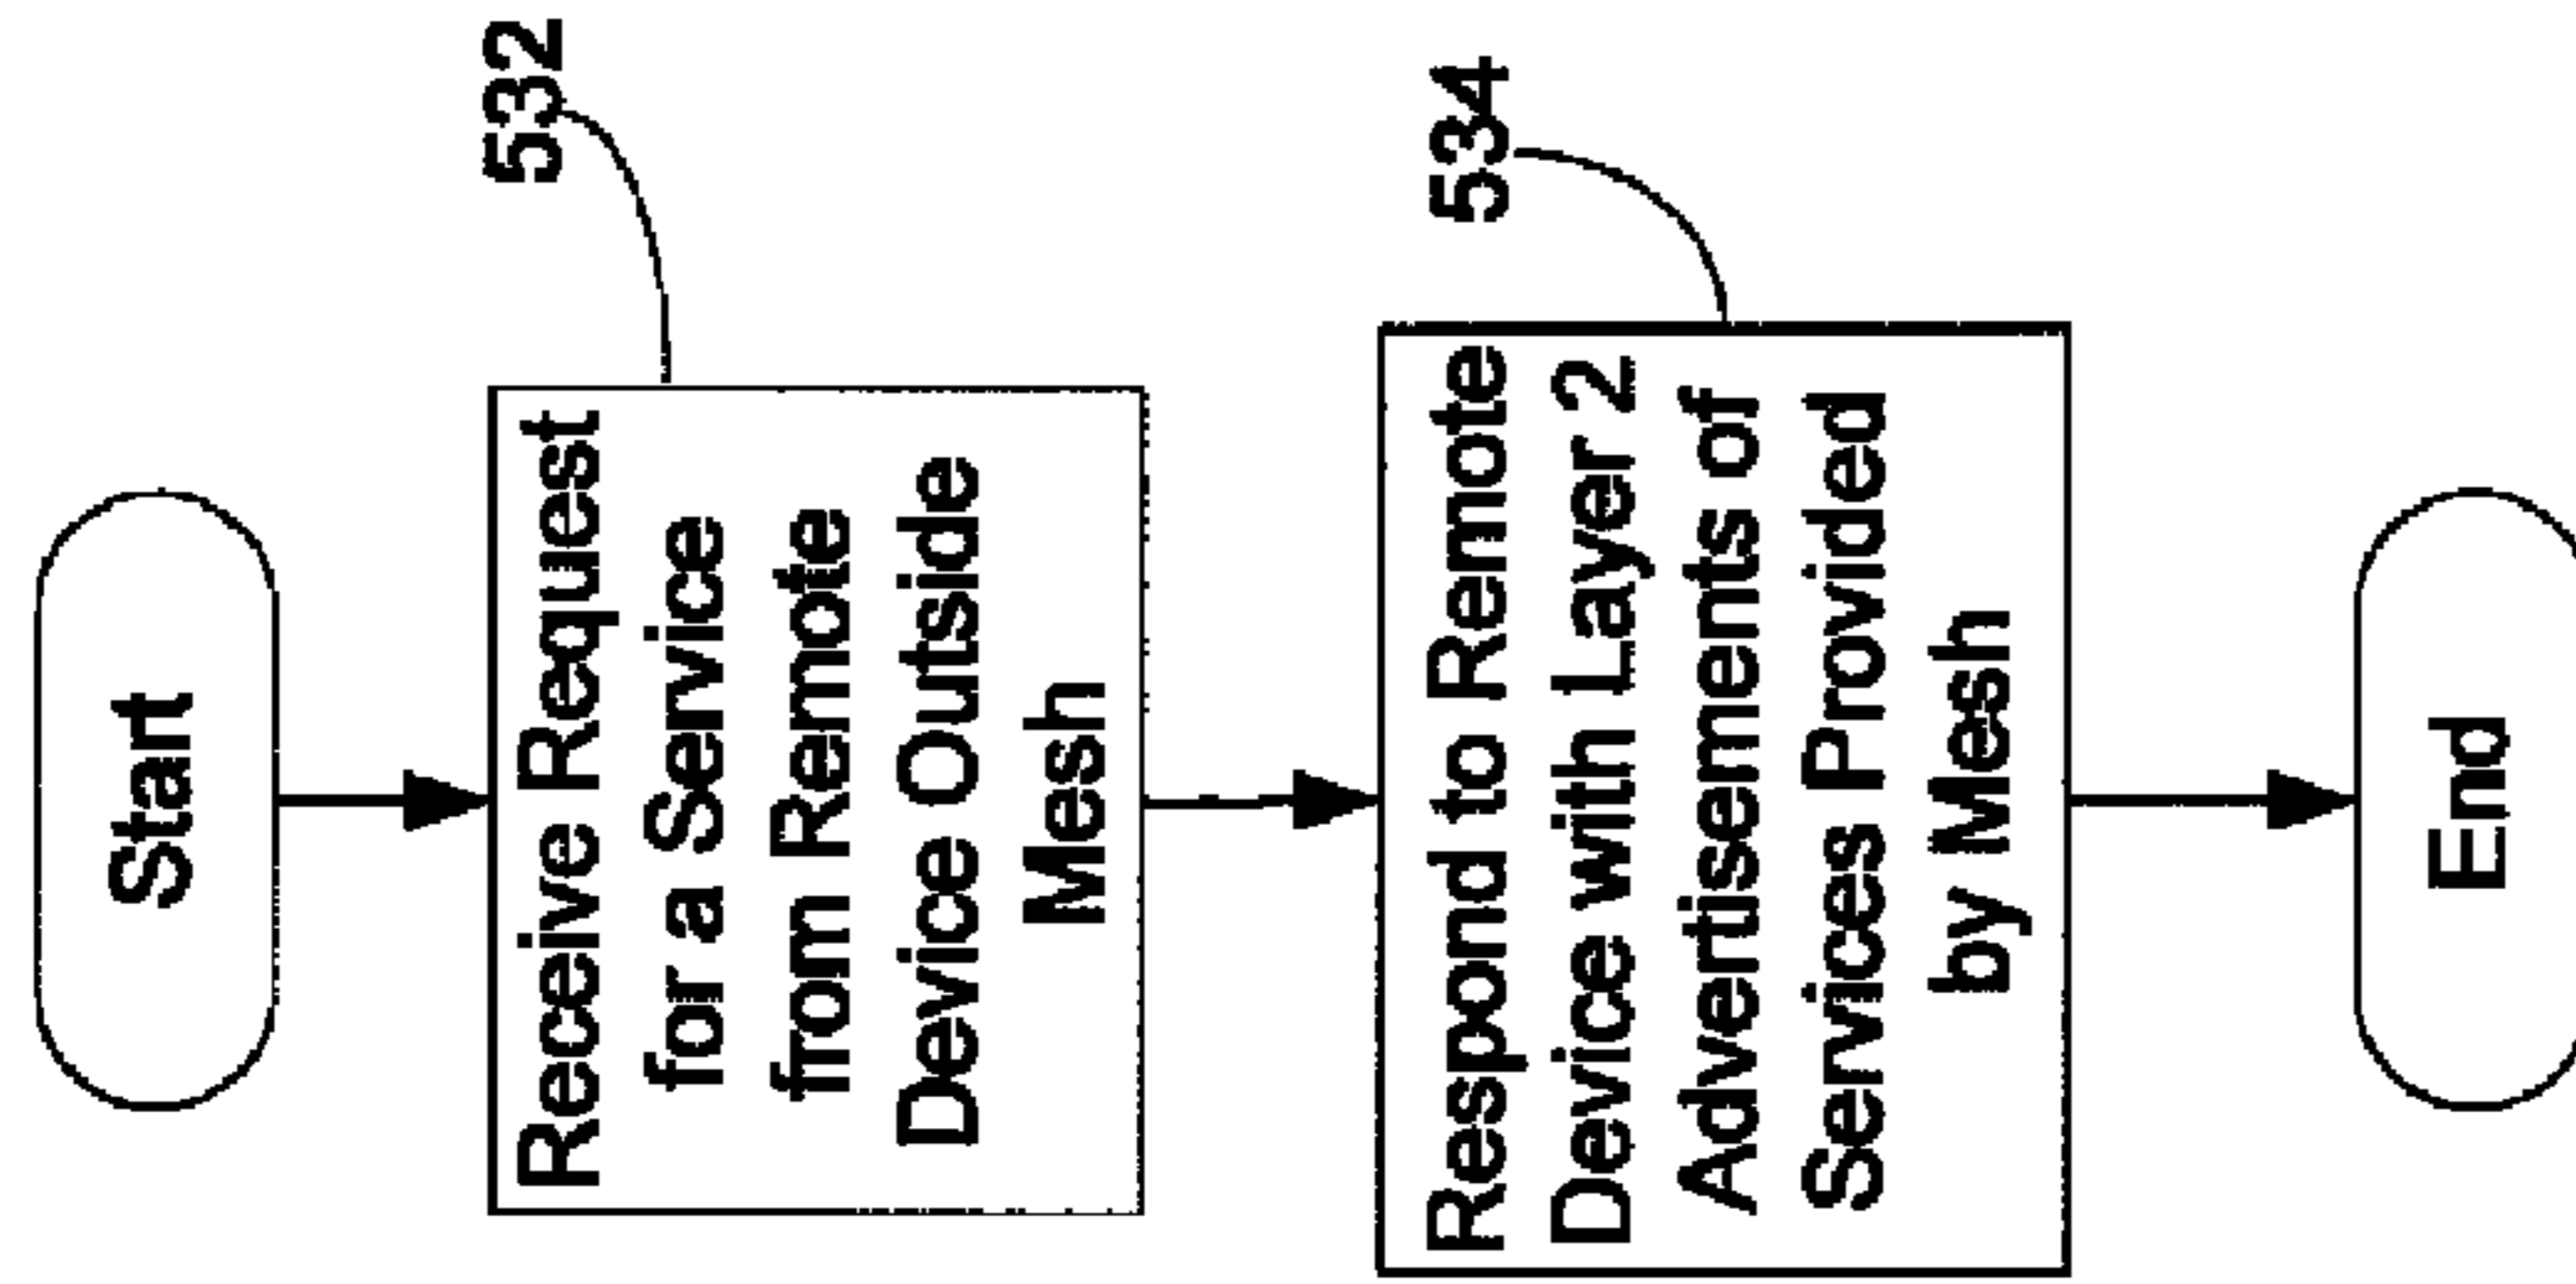 Start
532
Receive Request
for a Service
from Remote
Device Outside
Mesh
534
Respond to Remote
Device with Layer 2
Advertisements of
Services Provided
by Mesh
End